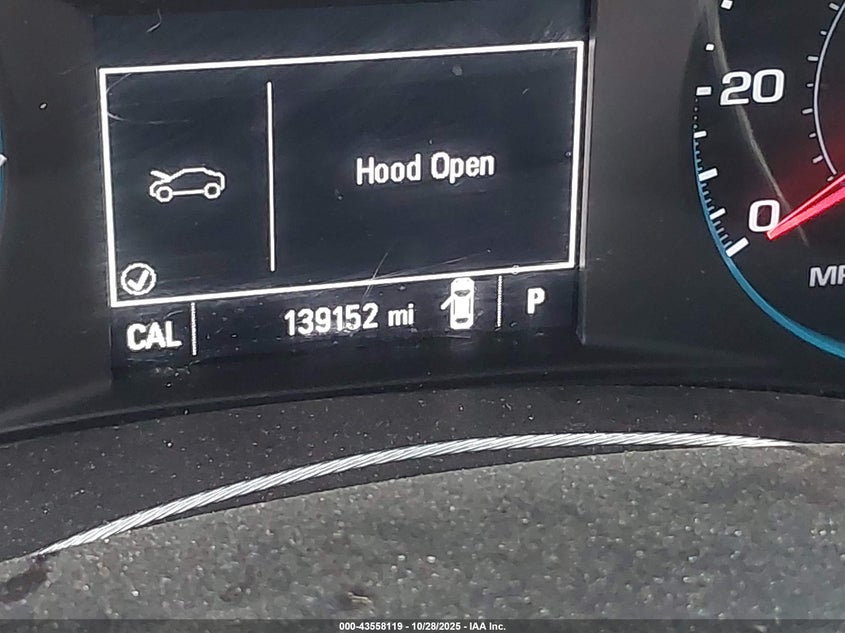 20
Hood Open
0
CAL
139152 mi
P
000-43558119 - 10/28/2025 - IAA Inc.